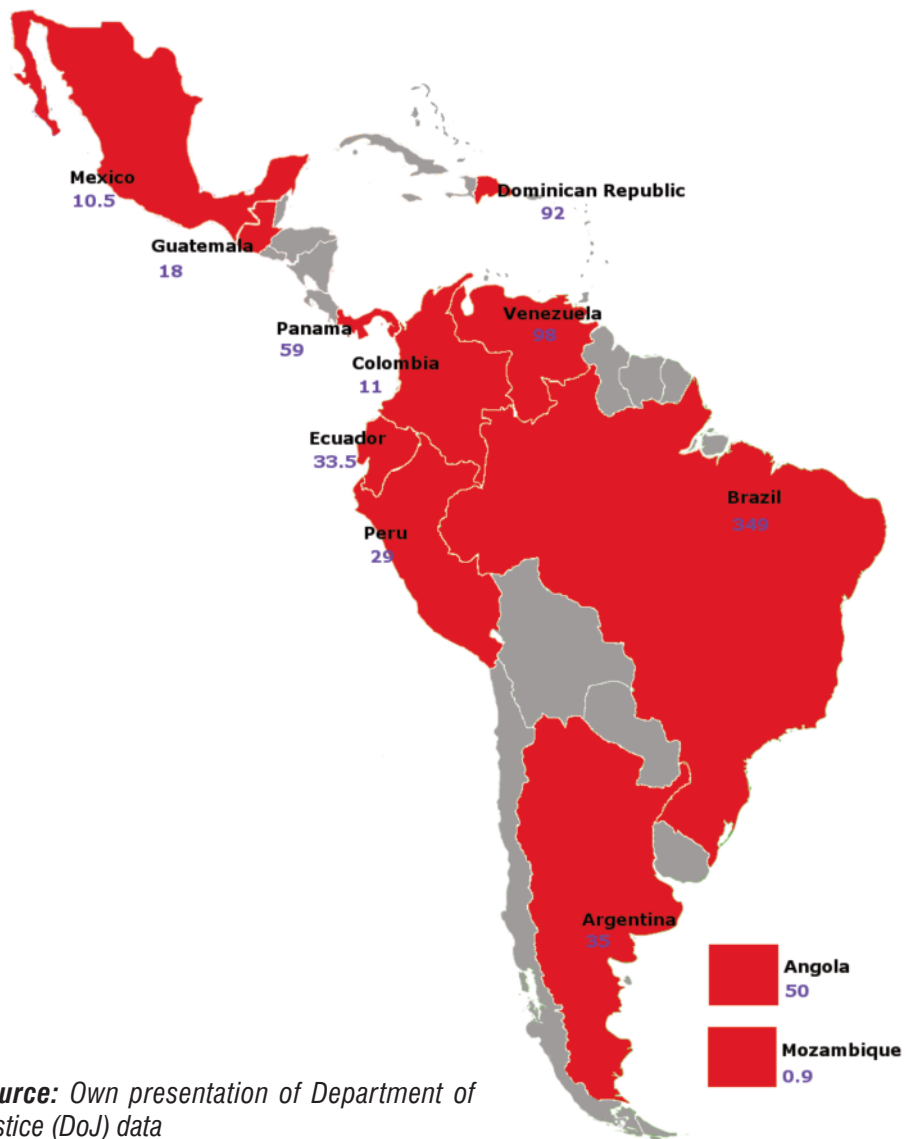 Mexico
10.5
Dominican Republic
92
Guatemala
18
Venezuela
98
Panama
59
Colombia
11
Ecuador
33.5
Brazil
349
Peru
29
Argentina
35
Angola
50
Mozambique
0.9
urce: Own presentation of Department of
stice (DoJ) data